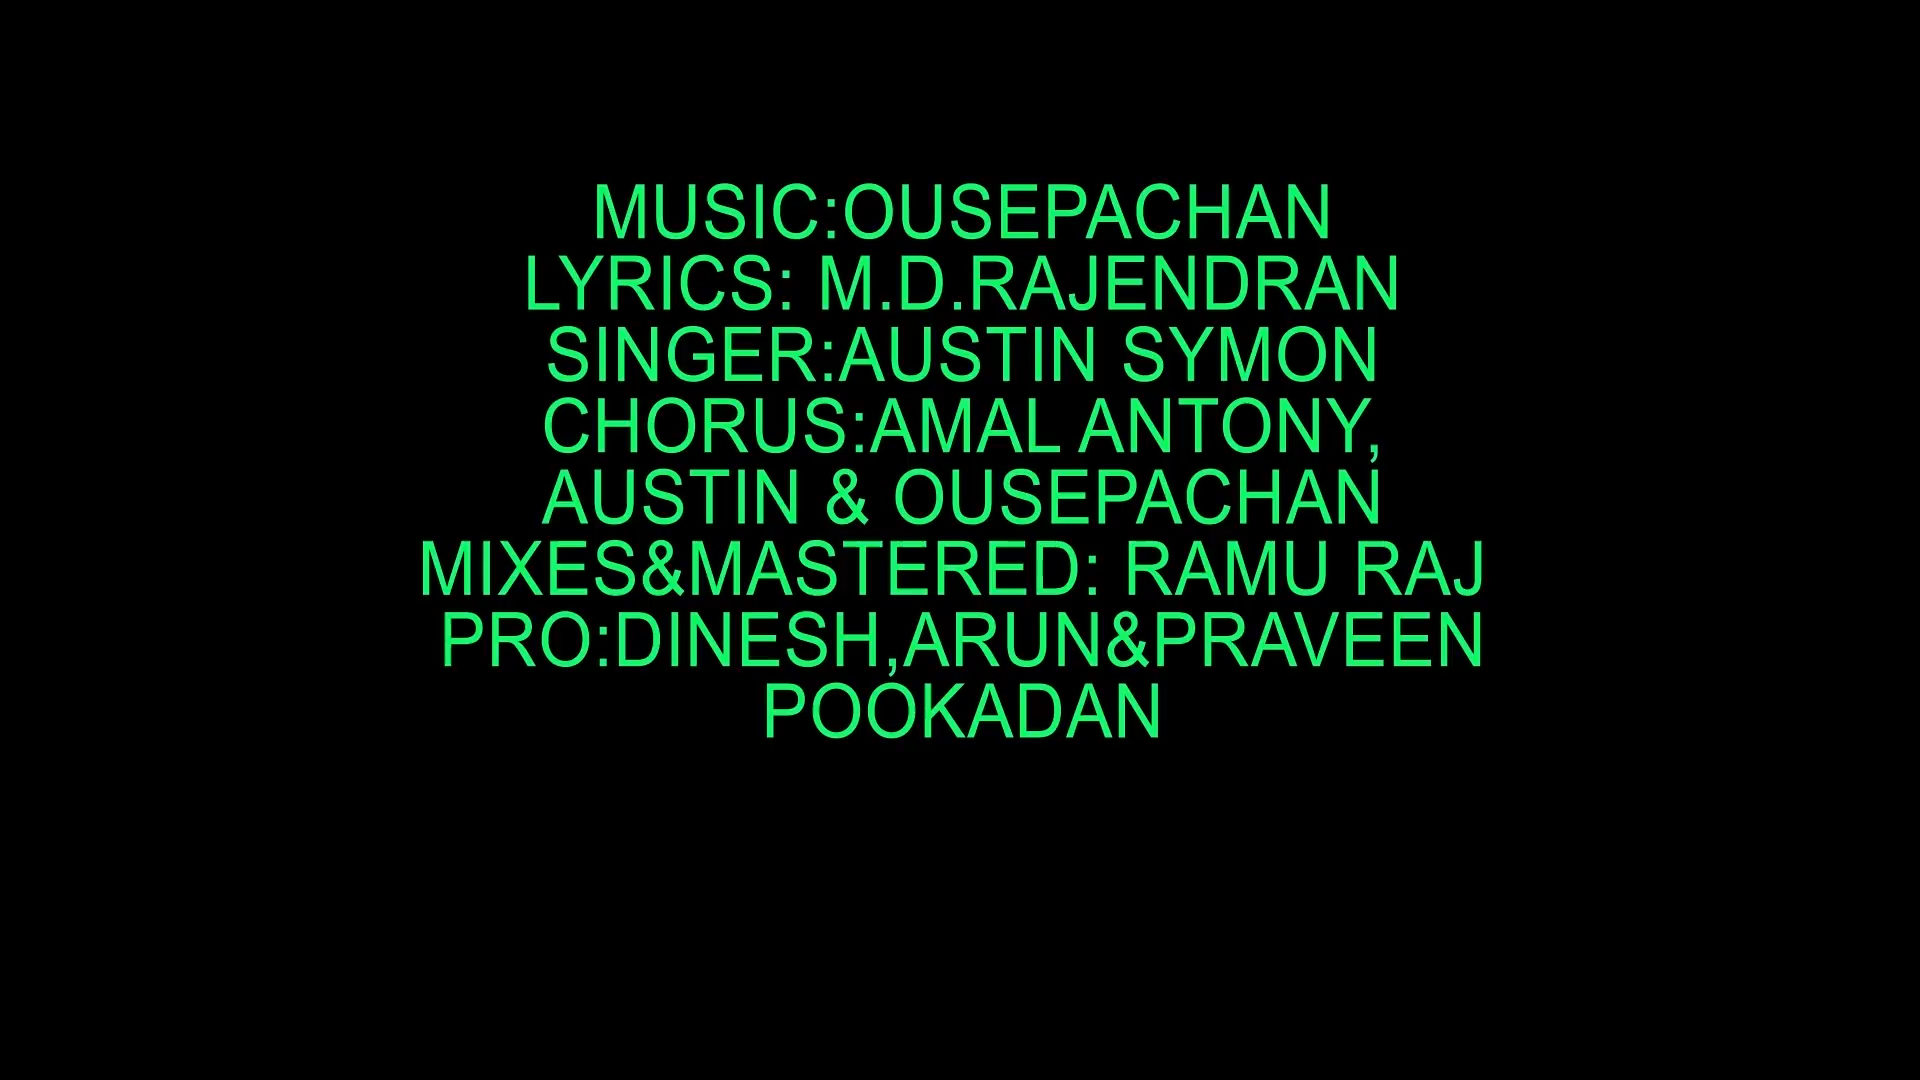 MUSIC:OUSEPACHAN
LYRICS: M.D.RAJENDRAN
SINGER:AUSTIN SYMON
CHORUS:AMAL ANTONY,
AUSTIN & OUSEPACHAN
MIXES&MASTERED: RAMU RAJ
PRO:DINESH,ARUN&PRAVEEN
POOKADAN